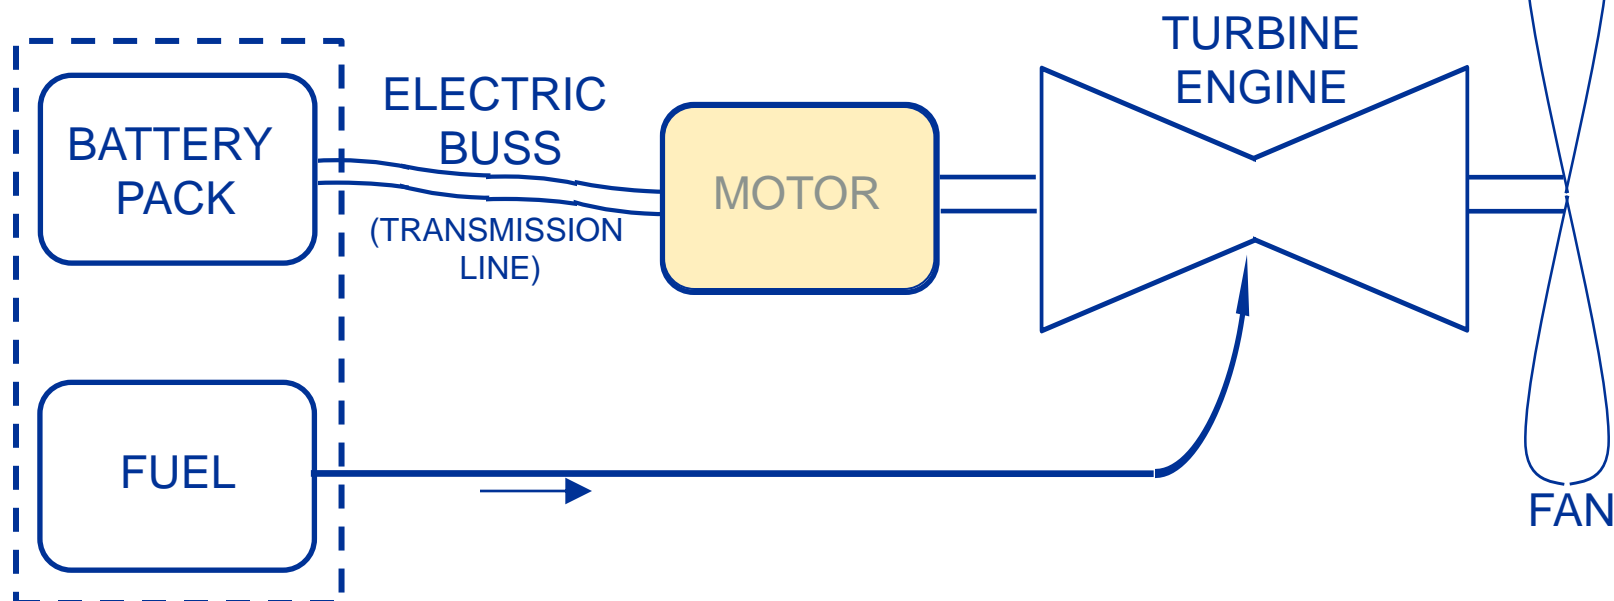 BATTERY
PACK
ELECTRIC
BUSS
(TRANSMISSION
LINE)
MOTOR
TURBINE
ENGINE
FUEL
FAN